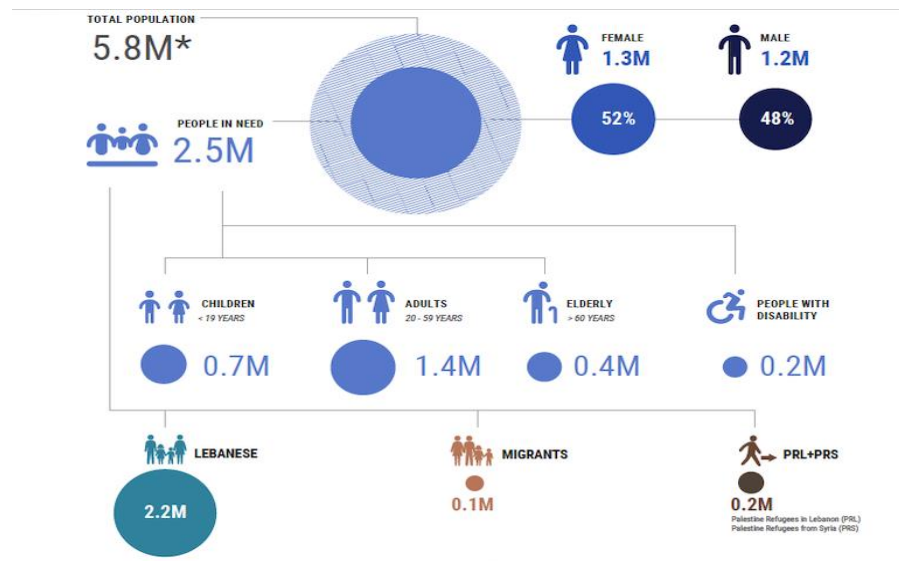 TOTAL POPULATION
5.8M*
FEMALE
1.3M
MALE
1.2M
52%
48%
PEOPLE IN NEED
2.5M
CHILDREN
< 19 YEARS
0.7M
ADULTS
20 - 59 YEARS
1.4M
ELDERLY
> 60 YEARS
0.4M
PEOPLE WITH
DISABILITY
0.2M
LEBANESE
2.2M
MIGRANTS
0.1M
PRL+PRS
0.2M
Palestine Refugees in Lebanon (PRL)
Palestine Refugees from Syria (PRS)